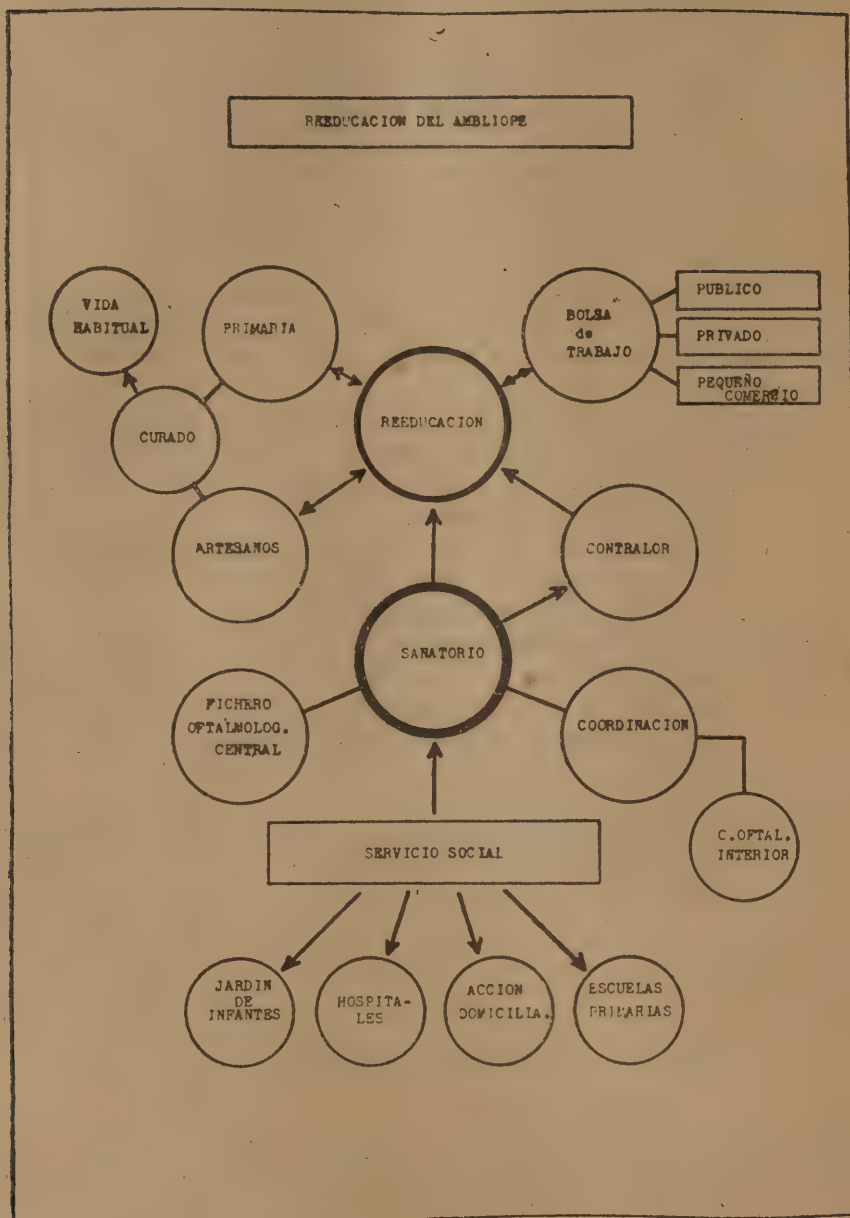 REEDUCACION DEL AMBLIOPE
VIDA
HABITUAL
PRIMARIA
BOLSA
de
TRABAJO
PUBLICO
PRIVADO
PEQUEÑO
COMERCIO
CURADO
REEDUCACION
ARTESANOS
CONTRALOR
SANATORIO
FICHERO
OFTALMOLOG.
CENTRAL
COORDINACION
C.OFTAL.
INTERIOR
SERVICIO SOCIAL
JARDIN
DE
INFANTES
HOSPITA-
LES
ACCION
DOMICILIA.
ESCUELAS
PRIMARIAS